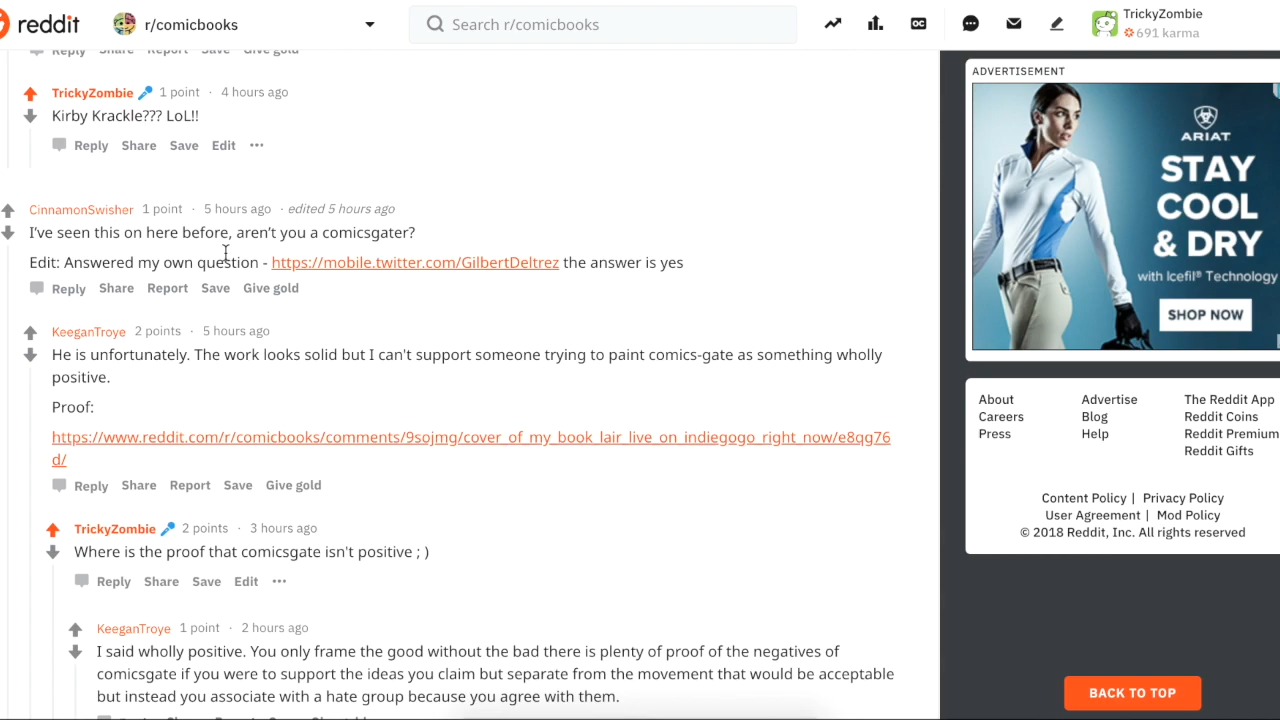 reddit r/comicbooks Search r/comicbooks OC TrickyZombie
691 karma
Reply Share Report Save Give gold
TrickyZombie 1 point · 4 hours ago
Kirby Krackle??? LoL!!
Reply Share Save Edit ...
CinnamonSwisher 1 point · 5 hours ago · edited 5 hours ago
I've seen this on here before, aren't you a comicsgater?
Edit: Answered my own question - https://mobile.twitter.com/GilbertDeltrez the answer is yes
Reply Share Report Save Give gold
KeeganTroye 2 points · 5 hours ago
He is unfortunately. The work looks solid but I can't support someone trying to paint comics-gate as something wholly
positive.
Proof:
https://www.reddit.com/r/comicbooks/comments/9sojmg/cover_of_my_book_lair_live_on_indiegogo_right_now/e8qg76
d/
Reply Share Report Save Give gold
TrickyZombie 2 points · 3 hours ago
Where is the proof that comicsgate isn't positive ; )
Reply Share Save Edit ...
KeeganTroye 1 point · 2 hours ago
I said wholly positive. You only frame the good without the bad there is plenty of proof of the negatives of
comicsgate if you were to support the ideas you claim but separate from the movement that would be acceptable
but instead you associate with a hate group because you agree with them.
ADVERTISEMENT
ARIAT
STAY
COOL
& DRY
with Icefil® Technology
SHOP NOW
About Advertise The Reddit App
Careers Blog Reddit Coins
Press Help Reddit Premium
Reddit Gifts
Content Policy | Privacy Policy
User Agreement | Mod Policy
© 2018 Reddit, Inc. All rights reserved
BACK TO TOP